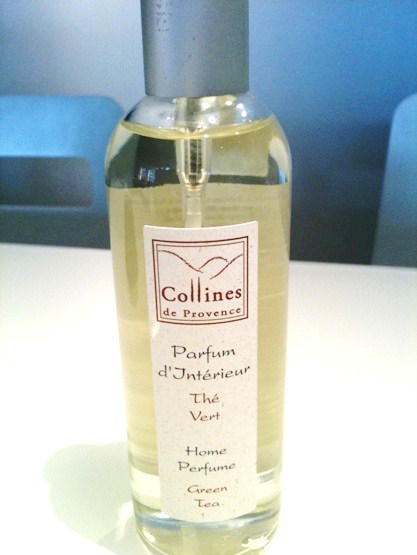 Collines
de Provence
Parfum
d'Intérieur
Thé
Vert
Home
Perfume
Green
Tea